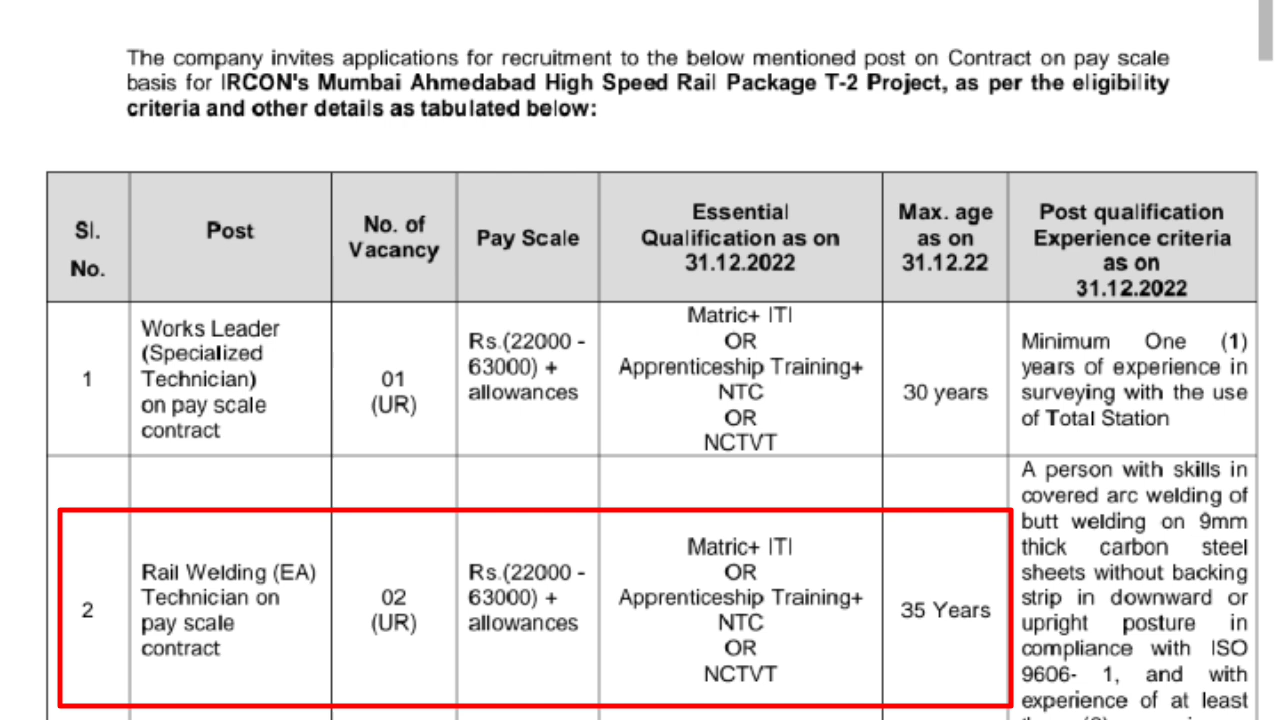 The company invites applications for recruitment to the below mentioned post on Contract on pay scale
basis for IRCON's Mumbai Ahmedabad High Speed Rail Package T-2 Project, as per the eligibility
criteria and other details as tabulated below:
Sl.
No.
Post
No. of
Vacancy
Pay Scale
Essential
Qualification as on
31.12.2022
Max. age
as on
31.12.22
Post qualification
Experience criteria
as on
31.12.2022
1
Works Leader
(Specialized
Technician)
on pay scale
contract
01
(UR)
Rs.(22000 -
63000) +
allowances
Matric+ ITI
OR
Apprenticeship Training+
NTC
OR
NCTVT
30 years
Minimum One (1)
years of experience in
surveying with the use
of Total Station
2
Rail Welding (EA)
Technician on
pay scale
contract
02
(UR)
Rs.(22000 -
63000) +
allowances
Matric+ ITI
OR
Apprenticeship Training+
NTC
OR
NCTVT
35 Years
A person with skills in
covered arc welding of
butt welding on 9mm
thick carbon steel
sheets without backing
strip in downward or
upright posture in
compliance with ISO
9606- 1, and with
experience of at least